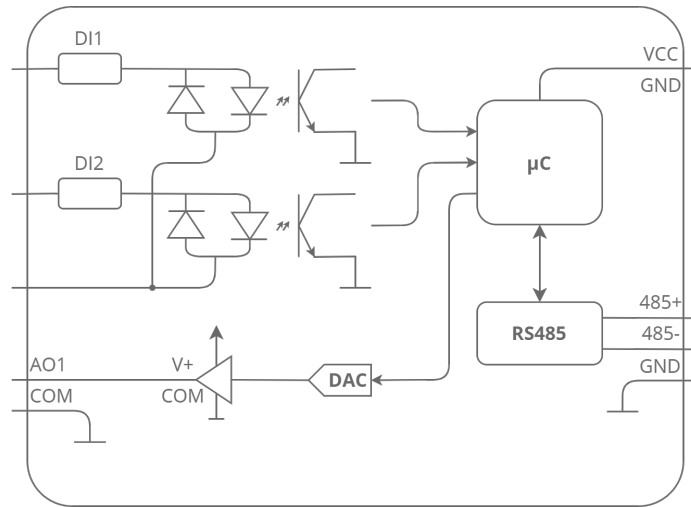 DI1
VCC
GND
µC
DI2
485+
RS485
485-
AO1
V+
GND
DAC
COM
COM